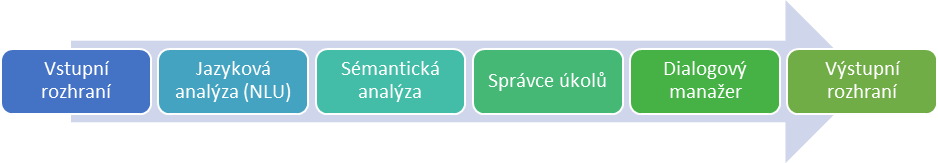 Vstupní
rozhraní
Jazyková
analýza (NLU)
Sémantická
analýza
Správce úkolů
Dialogový
manažer
Výstupní
rozhraní